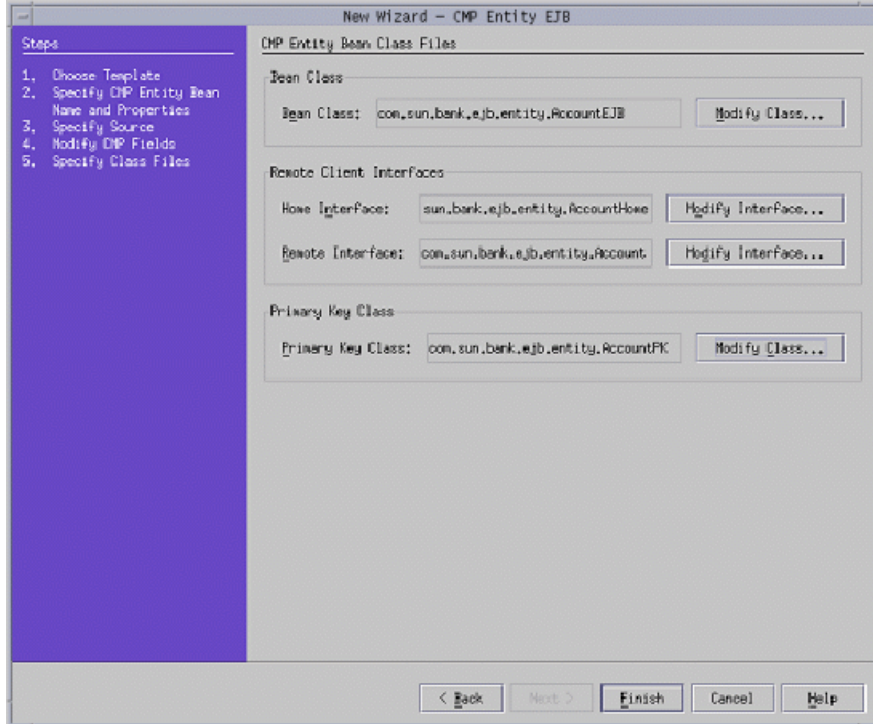 New Wizard - CMP Entity EJB
Steps
1. Choose Template
2. Specify CMP Entity Bean
Name and Properties
3. Specify Source
4. Modify CMP Fields
5. Specify Class Files
CMP Entity Bean Class Files
Bean Class
Bean Class: com.sun.bank.ejb.entity.AccountEJB Modify Class...
Remote Client Interfaces
Home Interface: sun.bank.ejb.entity.AccountHome Modify Interface...
Remote Interface: com.sun.bank.ejb.entity.Account Modify Interface...
Primary Key Class
Primary Key Class: com.sun.bank.ejb.entity.AccountPK Modify Class...
< Back Next > Finish Cancel Help